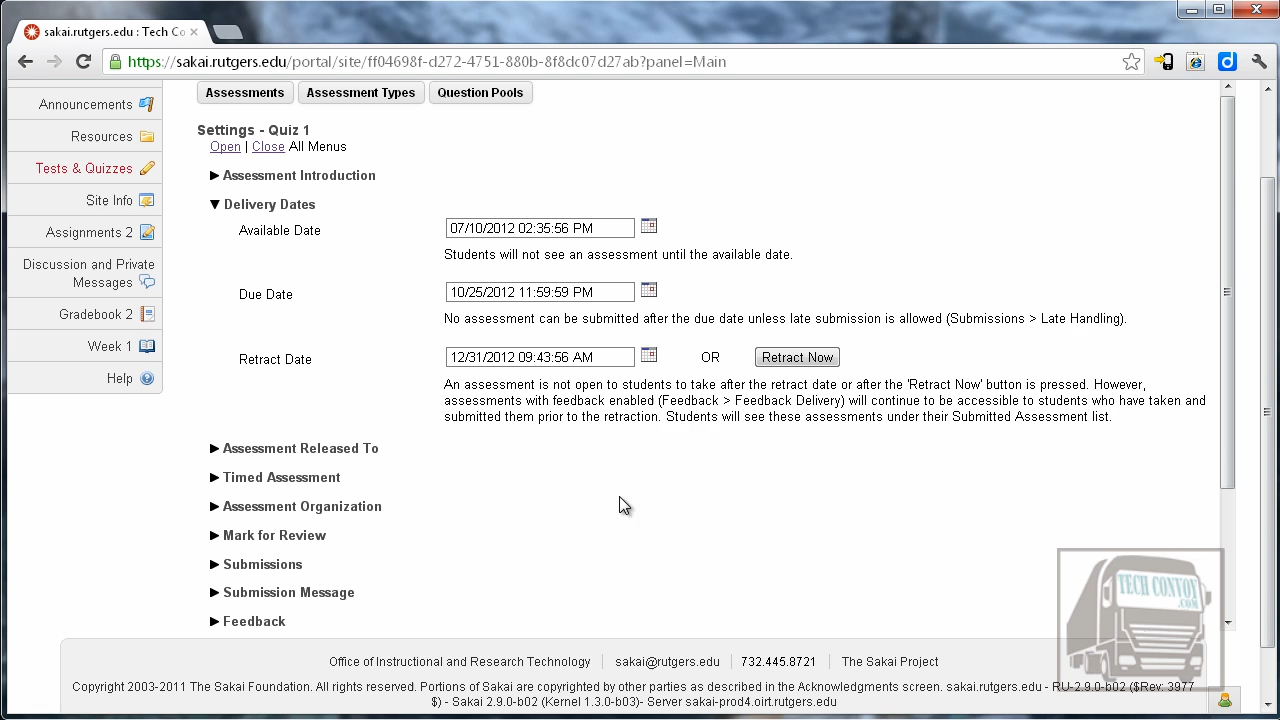 sakai.rutgers.edu : Tech Co
https://sakai.rutgers.edu/portal/site/ff04698f-d272-4751-880b-8f8dc07d27ab?panel=Main
Announcements
Resources
Tests & Quizzes
Site Info
Assignments 2
Discussion and Private
Messages
Gradebook 2
Week 1
Help
Assessments Assessment Types Question Pools
Settings - Quiz 1
Open | Close All Menus
Assessment Introduction
Delivery Dates
Available Date 07/10/2012 02:35:56 PM
Students will not see an assessment until the available date.
Due Date 10/25/2012 11:59:59 PM
No assessment can be submitted after the due date unless late submission is allowed (Submissions > Late Handling).
Retract Date 12/31/2012 09:43:56 AM OR Retract Now
An assessment is not open to students to take after the retract date or after the 'Retract Now' button is pressed. However,
assessments with feedback enabled (Feedback > Feedback Delivery) will continue to be accessible to students who have taken and
submitted them prior to the retraction. Students will see these assessments under their Submitted Assessment list.
Assessment Released To
Timed Assessment
Assessment Organization
Mark for Review
Submissions
Submission Message
Feedback
TECH CONVOY
.COM
Office of Instructional and Research Technology sakai@rutgers.edu 732.445.8721 The Sakai Project
Copyright 2003-2011 The Sakai Foundation. All rights reserved. Portions of Sakai are copyrighted by other parties as described in the Acknowledgments screen. sakai.rutgers.edu - RU-2.9.0-b02 ($Rev: 3977
$) - Sakai 2.9.0-b02 (Kernel 1.3.0-b03)- Server sakai-prod4.oirt.rutgers.edu